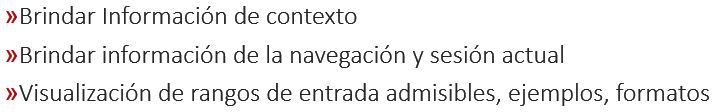 »Brindar Información de contexto
»Brindar información de la navegación y sesión actual
»Visualización de rangos de entrada admisibles, ejemplos, formatos